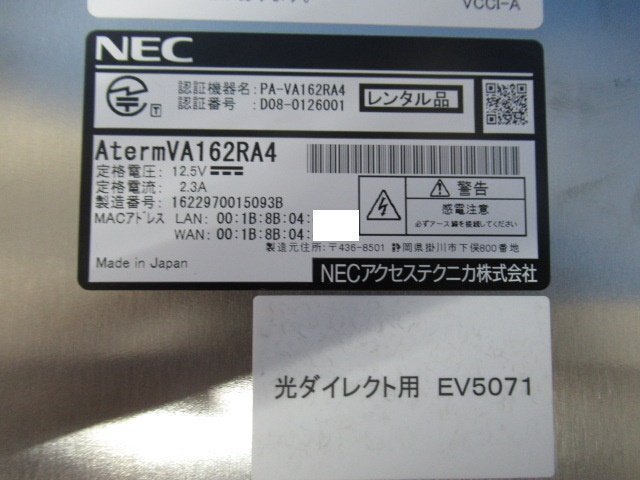 VCCI-A
NEC
認証機器名: PA-VA162RA4
認証番号 : D08-0126001
レンタル品
T
AtermVA162RA4
定格電圧: 12.5V
定格電流: 2.3A
製造番号: 1622970015093B
MACアドレス LAN: 00:1B:8B:04:
WAN: 00:1B:8B:04:
警告
感電注意
必ずアース線を接続してください
製造元住所:〒436-8501 静岡県掛川市下俣800番地
Made in Japan
NECアクセステクニカ株式会社
光ダイレクト用 EV5071